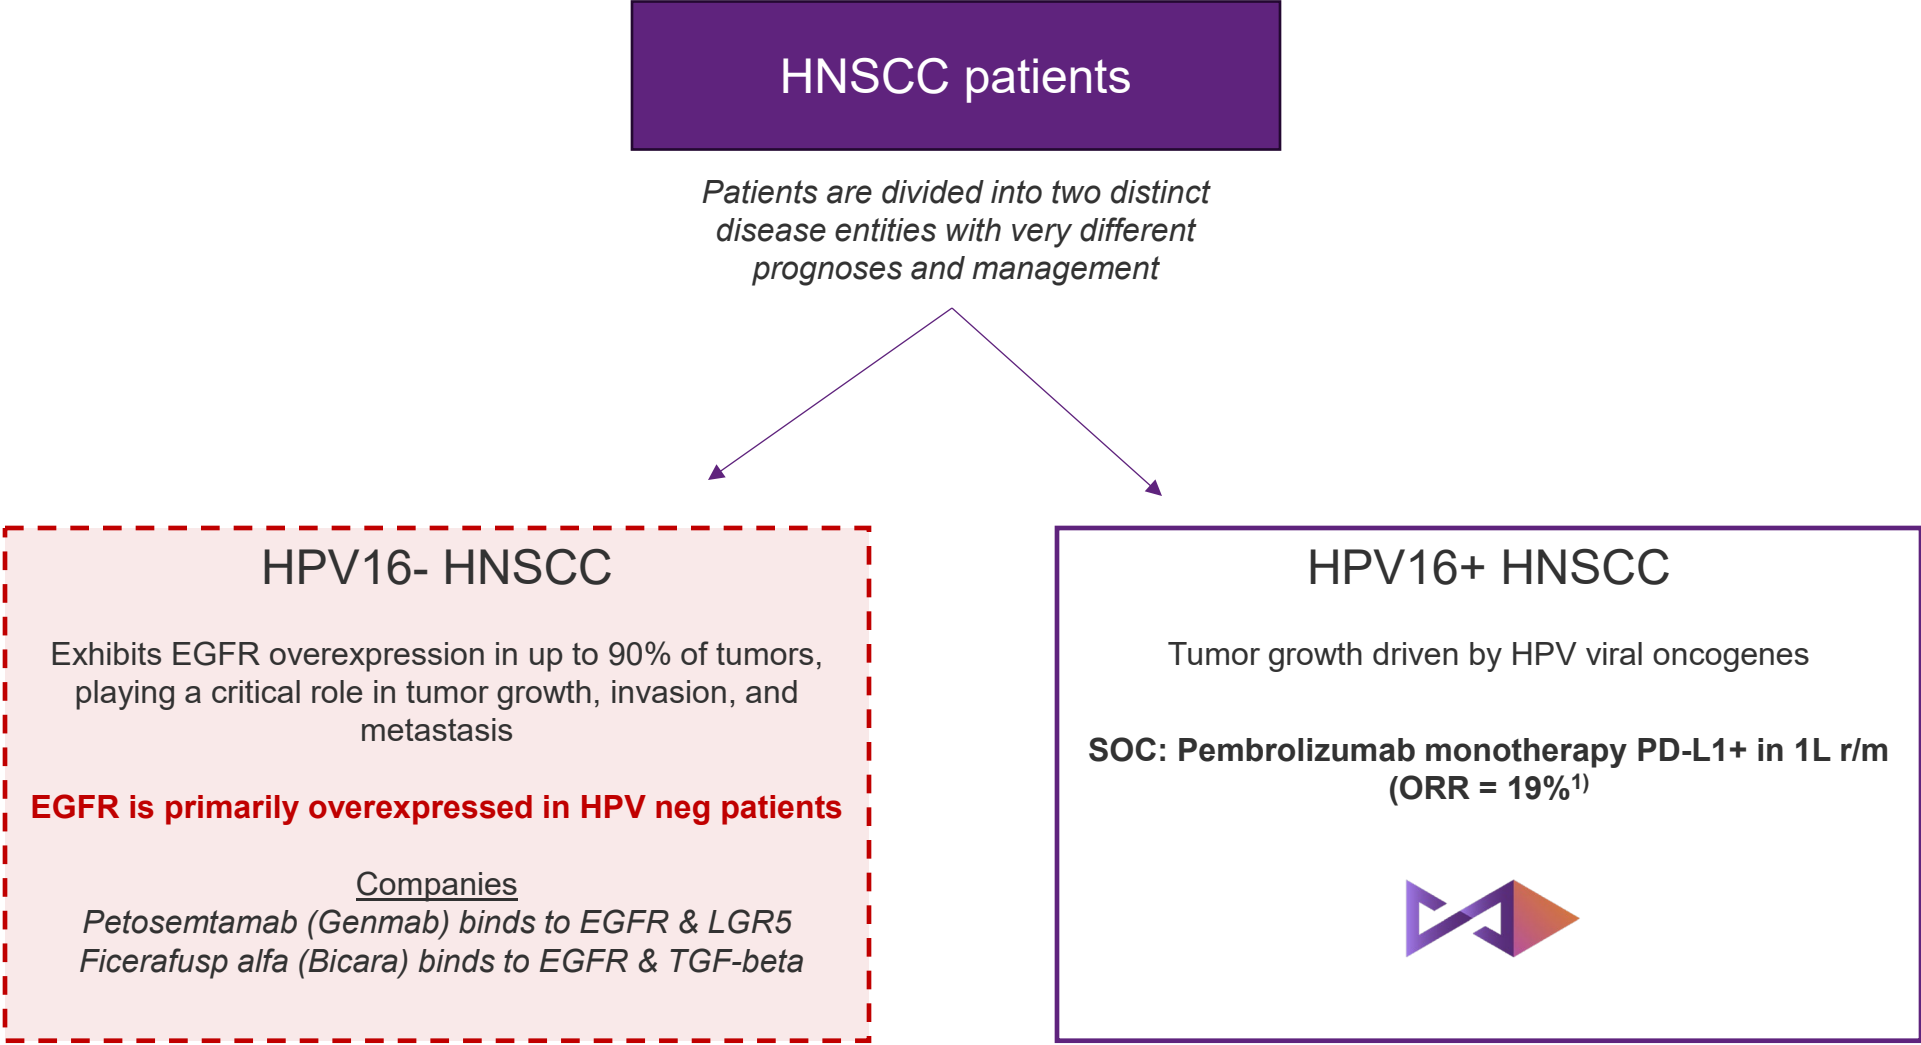 HNSCC patients
Patients are divided into two distinct
disease entities with very different
prognoses and management
HPV16- HNSCC
Exhibits EGFR overexpression in up to 90% of tumors,
playing a critical role in tumor growth, invasion, and
metastasis
EGFR is primarily overexpressed in HPV neg patients
Companies
Petosemtamab (Genmab) binds to EGFR & LGR5
Ficerafusp alfa (Bicara) binds to EGFR & TGF-beta
HPV16+ HNSCC
Tumor growth driven by HPV viral oncogenes
SOC: Pembrolizumab monotherapy PD-L1+ in 1L r/m
(ORR = 19%¹⁾